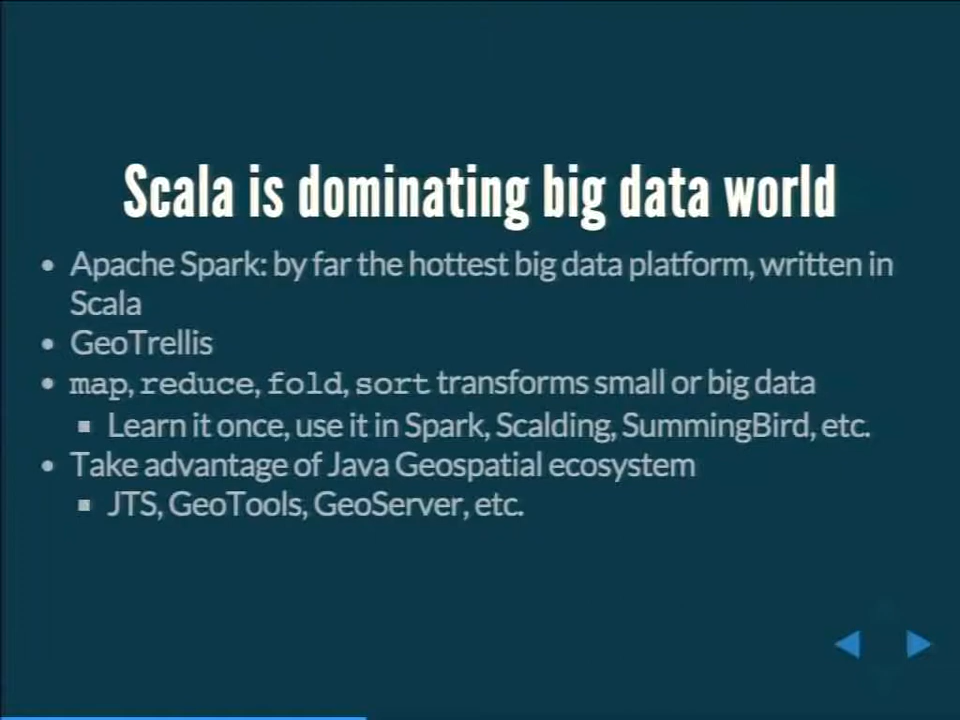 Scala is dominating big data world
• Apache Spark: by far the hottest big data platform, written in
Scala
• GeoTrellis
• map, reduce, fold, sort transforms small or big data
▪ Learn it once, use it in Spark, Scalding, SummingBird, etc.
• Take advantage of Java Geospatial ecosystem
▪ JTS, GeoTools, GeoServer, etc.